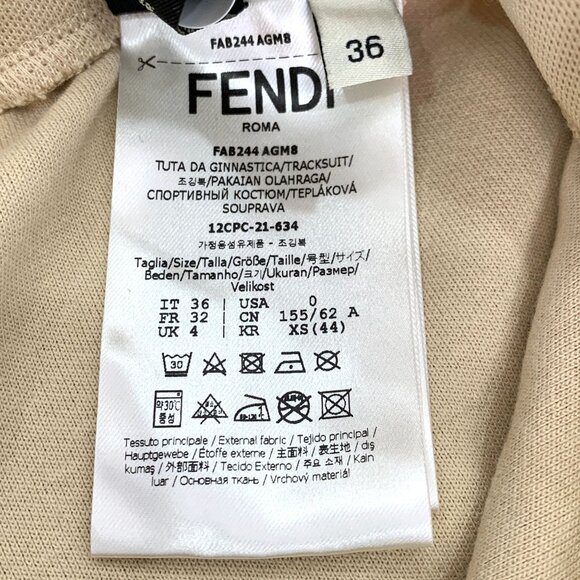 FAB244 AGM8
36
FENDI
ROMA
FAB244 AGM8
TUTA DA GINNASTICA/TRACKSUIT/
조깅복/PAKAIAN OLAHRAGA/
СПОРТИВНЫЙ КОСТЮМ/TEPLÁKOVÁ
SOUPRAVA
12CPC-21-634
가정용섬유제품 - 조깅복
Taglia/Size/Talla/Größe/Taille/号型/サイズ/
Beden/Tamanho/크기/Ukuran/Размер/
Velikost
IT 36 USA 0
FR 32 CN 155/62 A
UK 4 KR XS(44)
30
약30℃
중성
Tessuto principale / External fabric / Tejido principal /
Hauptgewebe / Étoffe externe / 主面料 / 表生地 / dış
kumaş / 外部面料 / Tecido Externo / 주요 소재 / Kain
luar / Основная ткань / Vrchový materiál